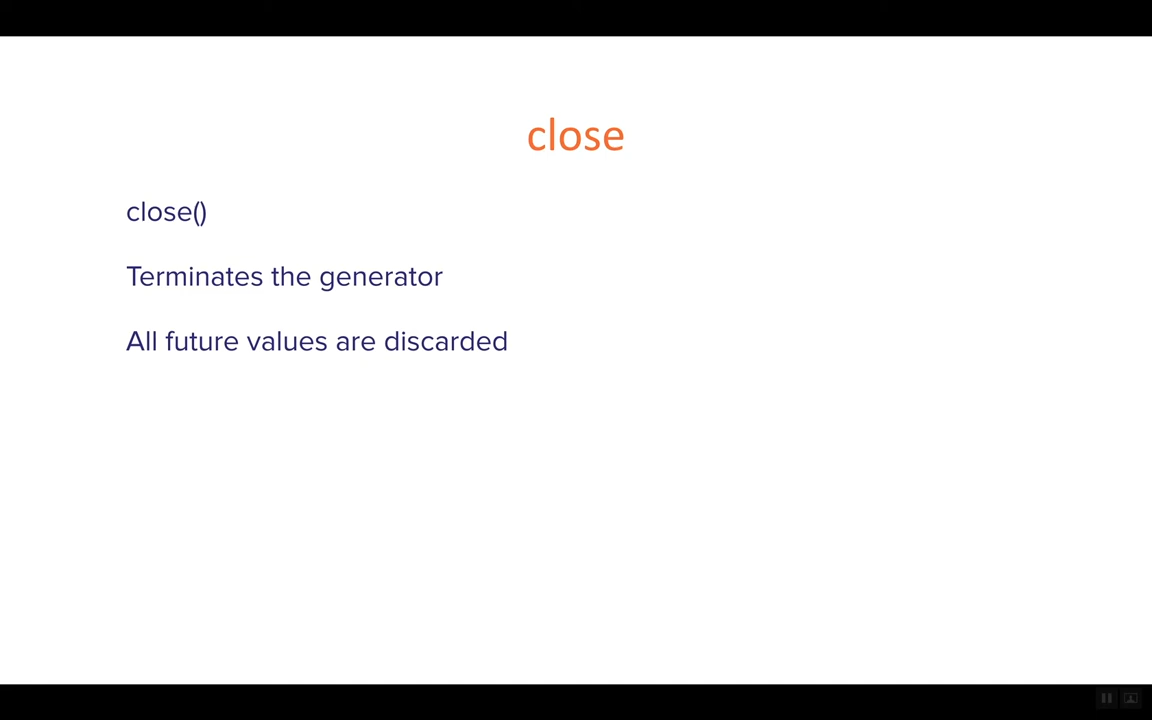 close
close()
Terminates the generator
All future values are discarded